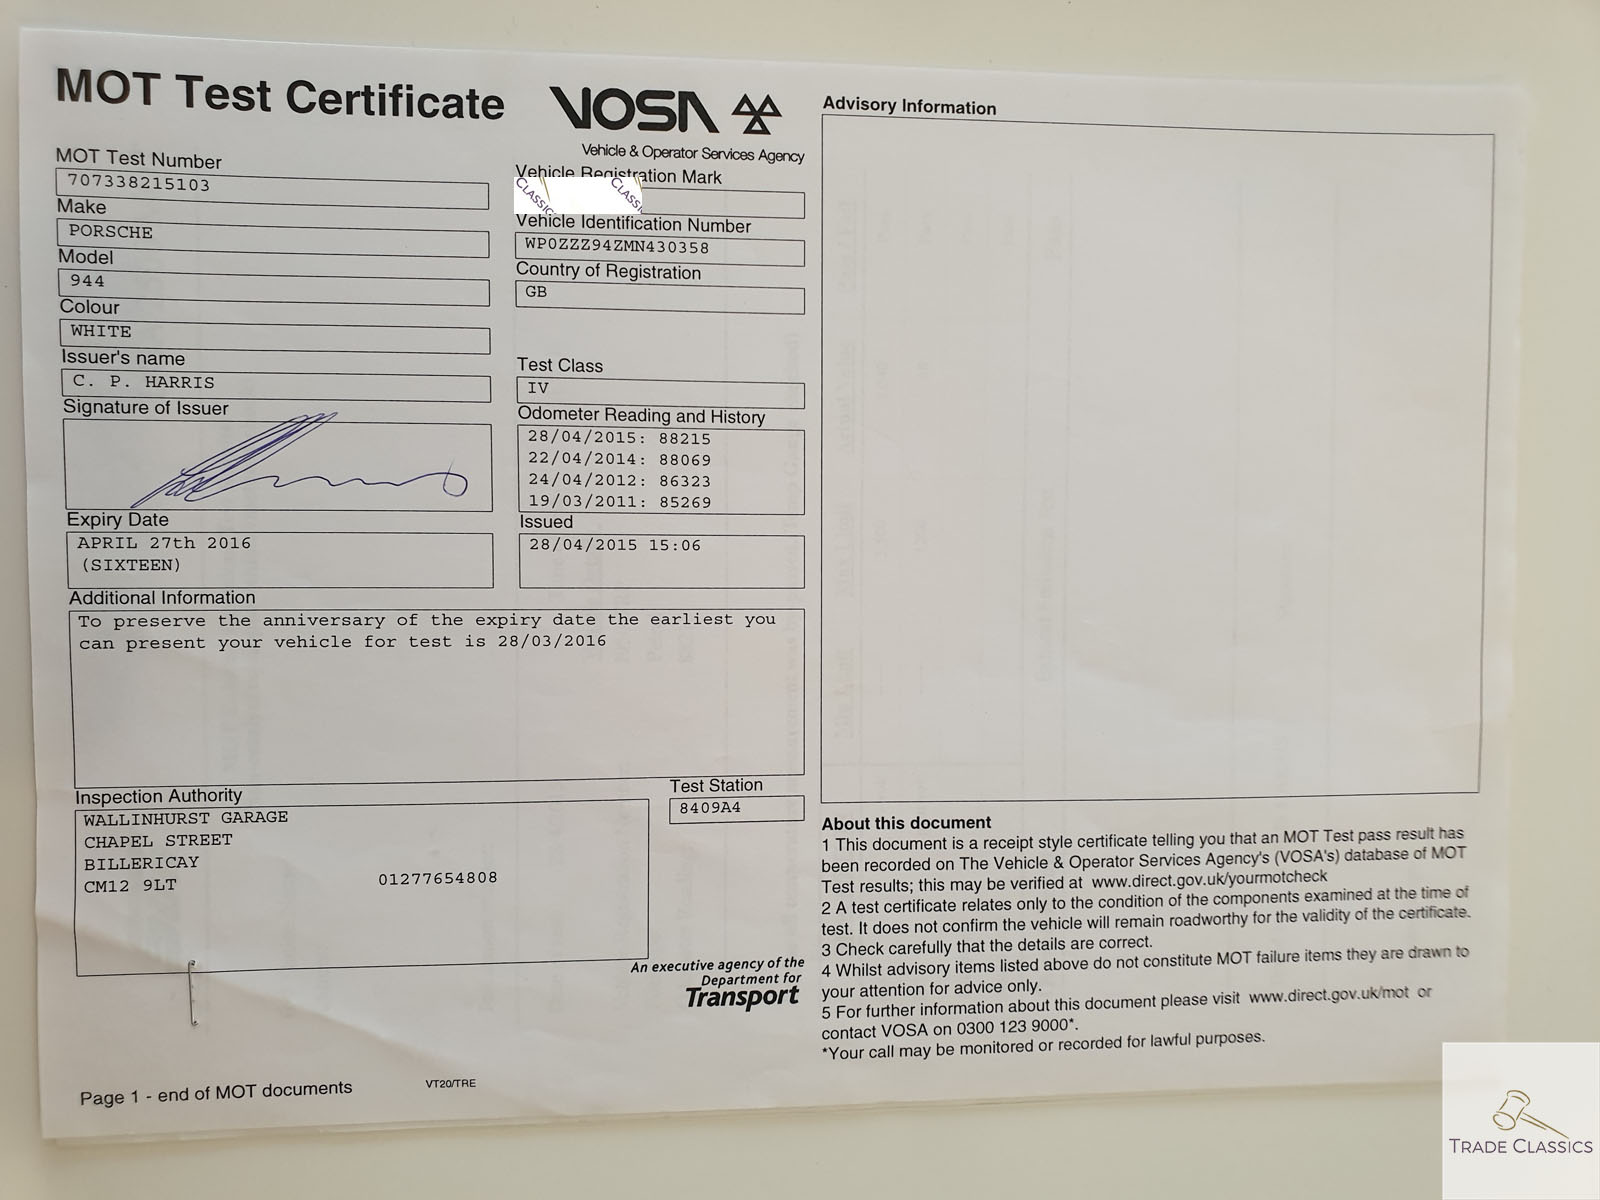 MOT Test Certificate
VOSA
Vehicle & Operator Services Agency
MOT Test Number
707338215103
Make
PORSCHE
Model
944
Colour
WHITE
Issuer's name
C. P. HARRIS
Signature of Issuer
Expiry Date
APRIL 27th 2016
(SIXTEEN)
Vehicle Registration Mark
CLASSIC CLASSI
Vehicle Identification Number
WP0ZZZ94ZMN430358
Country of Registration
GB
Test Class
IV
Odometer Reading and History
28/04/2015: 88215
22/04/2014: 88069
24/04/2012: 86323
19/03/2011: 85269
Issued
28/04/2015 15:06
Additional Information
To preserve the anniversary of the expiry date the earliest you
can present your vehicle for test is 28/03/2016
Inspection Authority
WALLINHURST GARAGE
CHAPEL STREET
BILLERICAY
CM12 9LT 01277654808
Test Station
8409A4
An executive agency of the
Department for
Transport
Page 1 - end of MOT documents
VT20/TRE
Advisory Information
About this document
1 This document is a receipt style certificate telling you that an MOT Test pass result has
been recorded on The Vehicle & Operator Services Agency's (VOSA's) database of MOT
Test results; this may be verified at www.direct.gov.uk/yourmotcheck
2 A test certificate relates only to the condition of the components examined at the time of
test. It does not confirm the vehicle will remain roadworthy for the validity of the certificate.
3 Check carefully that the details are correct.
4 Whilst advisory items listed above do not constitute MOT failure items they are drawn to
your attention for advice only.
5 For further information about this document please visit www.direct.gov.uk/mot or
contact VOSA on 0300 123 9000*.
*Your call may be monitored or recorded for lawful purposes.
TRADE CLASSICS